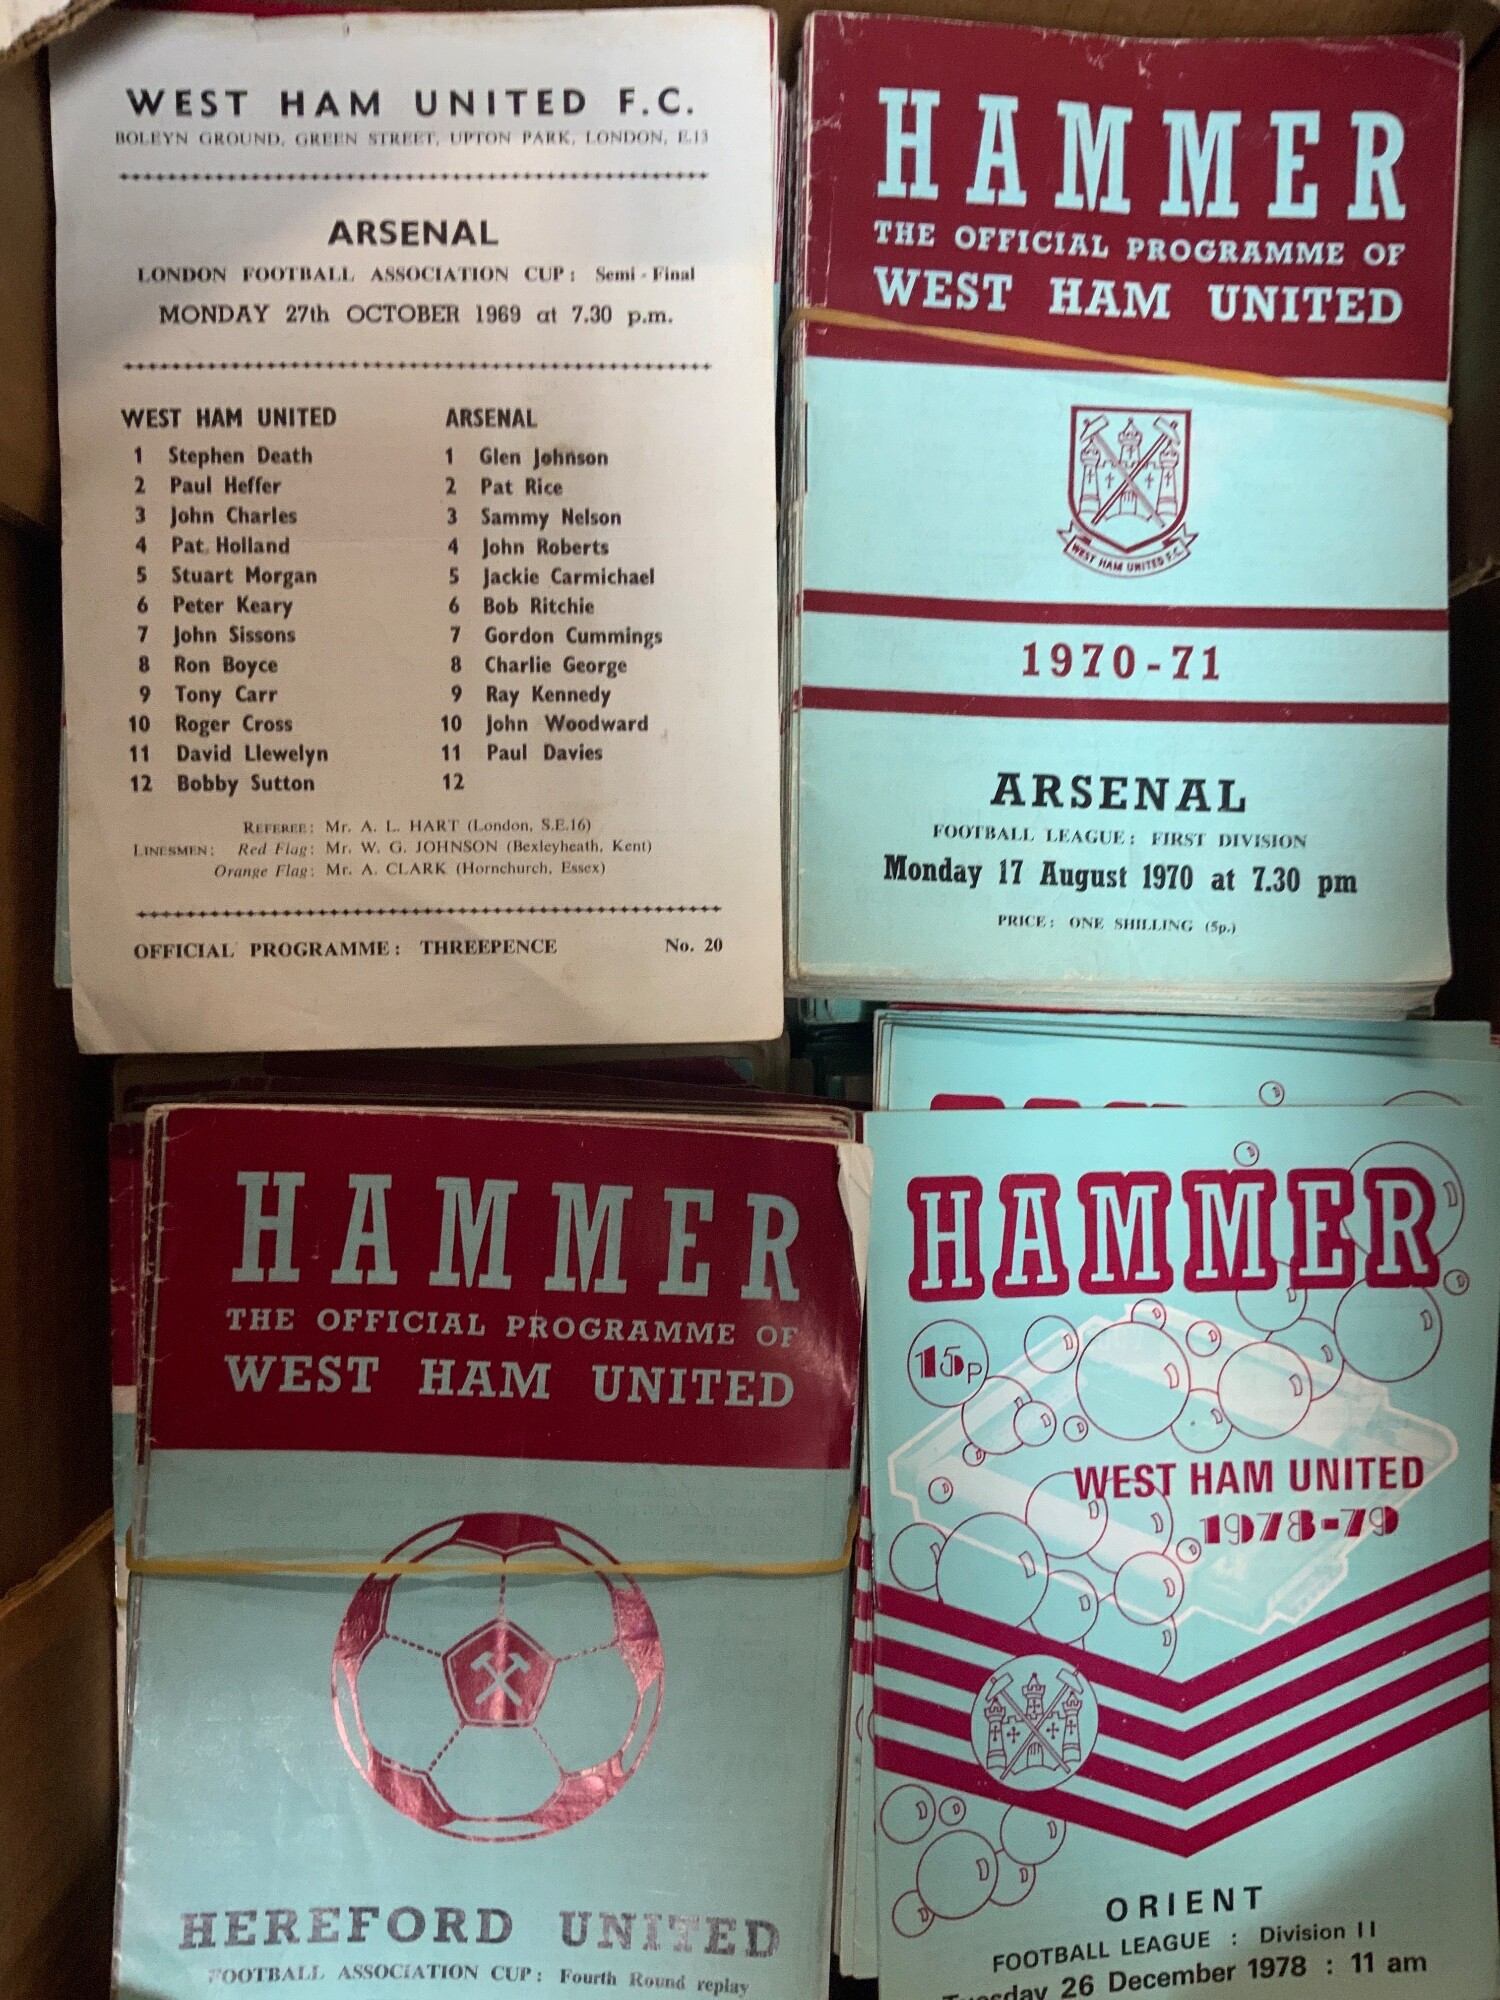 WEST HAM UNITED F.C.
BOLEYN GROUND, GREEN STREET, UPTON PARK, LONDON, E.13
ARSENAL
LONDON FOOTBALL ASSOCIATION CUP: Semi-Final
MONDAY 27th OCTOBER 1969 at 7.30 p.m.
WEST HAM UNITED
1 Stephen Death
2 Paul Heffer
3 John Charles
4 Pat Holland
5 Stuart Morgan
6 Peter Keary
7 John Sissons
8 Ron Boyce
9 Tony Carr
10 Roger Cross
11 David Llewelyn
12 Bobby Sutton
ARSENAL
1 Glen Johnson
2 Pat Rice
3 Sammy Nelson
4 John Roberts
5 Jackie Carmichael
6 Bob Ritchie
7 Gordon Cummings
8 Charlie George
9 Ray Kennedy
10 John Woodward
11 Paul Davies
12
REFEREE: Mr. A. L. HART (London, S.E.16)
LINESMEN: Red Flag: Mr. W. G. JOHNSON (Bexleyheath, Kent)
Orange Flag: Mr. A. CLARK (Hornchurch, Essex)
OFFICIAL PROGRAMME: THREEPENCE No. 20
HAMMER
THE OFFICIAL PROGRAMME OF
WEST HAM UNITED
WEST HAM UNITED F.C.
1970-71
ARSENAL
FOOTBALL LEAGUE: FIRST DIVISION
Monday 17 August 1970 at 7.30 pm
PRICE: ONE SHILLING (5p.)
HAMMER
THE OFFICIAL PROGRAMME OF
WEST HAM UNITED
HEREFORD UNITED
FOOTBALL ASSOCIATION CUP: Fourth Round replay
HAMMER
15p
WEST HAM UNITED
1978-79
ORIENT
FOOTBALL LEAGUE : Division II
Tuesday 26 December 1978 : 11 am